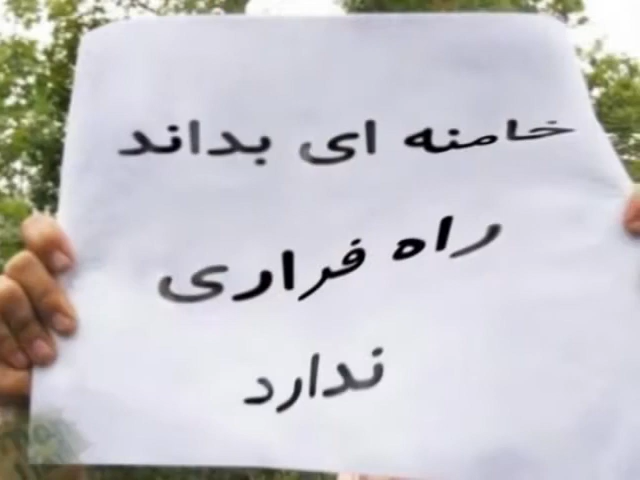 خامنه ای بداند
راه فراری
ندارد